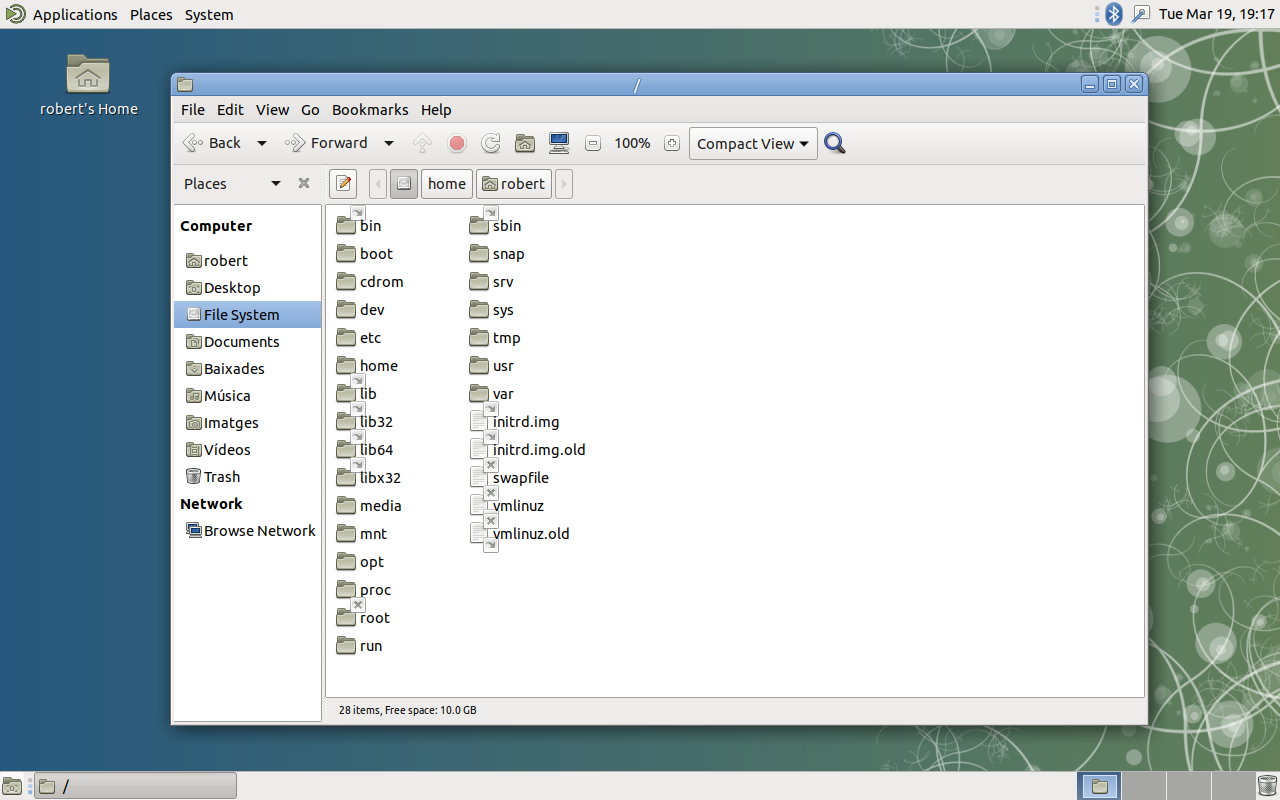 Applications Places System
Tue Mar 19, 19:17
robert's Home
/
File Edit View Go Bookmarks Help
Back Forward 100% Compact View
Places home robert
Computer
robert
Desktop
File System
Documents
Baixades
Música
Imatges
Vídeos
Trash
Network
Browse Network
bin
boot
cdrom
dev
etc
home
lib
lib32
lib64
libx32
media
mnt
opt
proc
root
run
sbin
snap
srv
sys
tmp
usr
var
initrd.img
initrd.img.old
swapfile
vmlinuz
vmlinuz.old
28 items, Free space: 10.0 GB
/